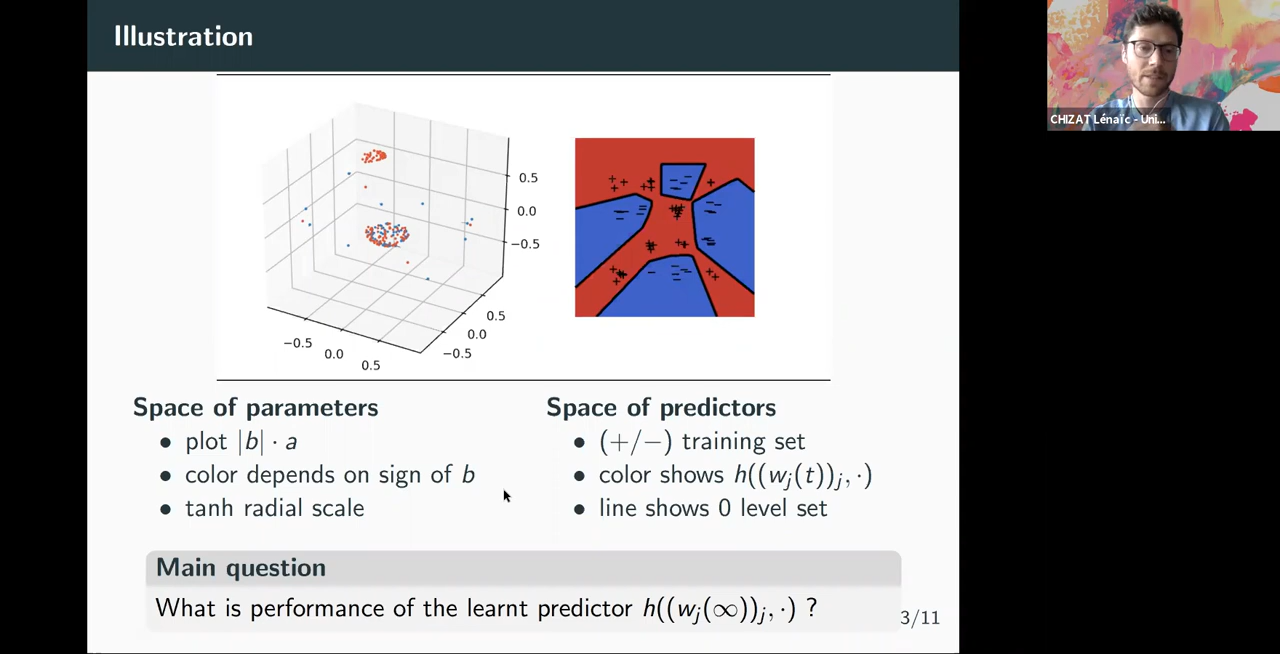 Illustration
0.5
0.0
−0.5
−0.5
0.0
0.5
−0.5
0.0
0.5
Space of parameters
• plot |b| · a
• color depends on sign of b
• tanh radial scale
Space of predictors
• (+/−) training set
• color shows h((wⱼ(t))ⱼ, ·)
• line shows 0 level set
Main question
What is performance of the learnt predictor h((wⱼ(∞))ⱼ, ·) ?
3/11
CHIZAT Lénaïc - Uni...